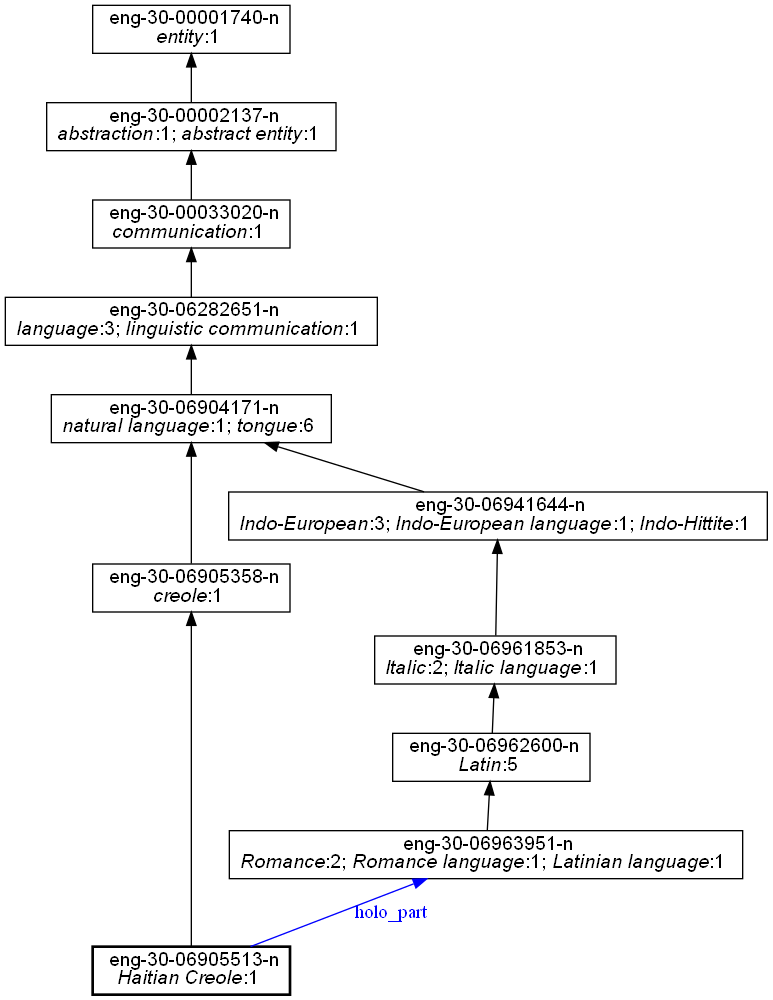 eng-30-00001740-n
entity:1
eng-30-00002137-n
abstraction:1; abstract entity:1
eng-30-00033020-n
communication:1
eng-30-06282651-n
language:3; linguistic communication:1
eng-30-06904171-n
natural language:1; tongue:6
eng-30-06941644-n
Indo-European:3; Indo-European language:1; Indo-Hittite:1
eng-30-06905358-n
creole:1
eng-30-06961853-n
Italic:2; Italic language:1
eng-30-06962600-n
Latin:5
eng-30-06963951-n
Romance:2; Romance language:1; Latinian language:1
holo_part
eng-30-06905513-n
Haitian Creole:1